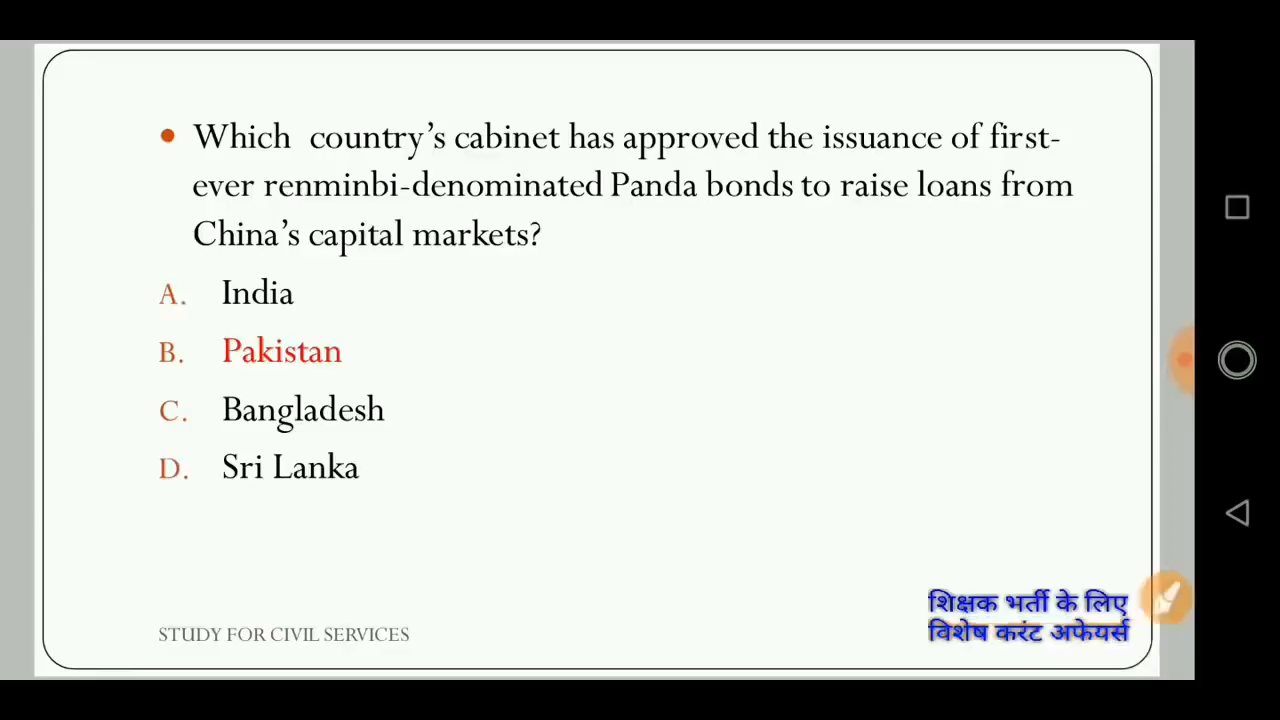 • Which country’s cabinet has approved the issuance of first-
ever renminbi-denominated Panda bonds to raise loans from
China’s capital markets?
A. India
B. Pakistan
C. Bangladesh
D. Sri Lanka
शिक्षक भर्ती के लिए
विशेष करंट अफेयर्स
STUDY FOR CIVIL SERVICES